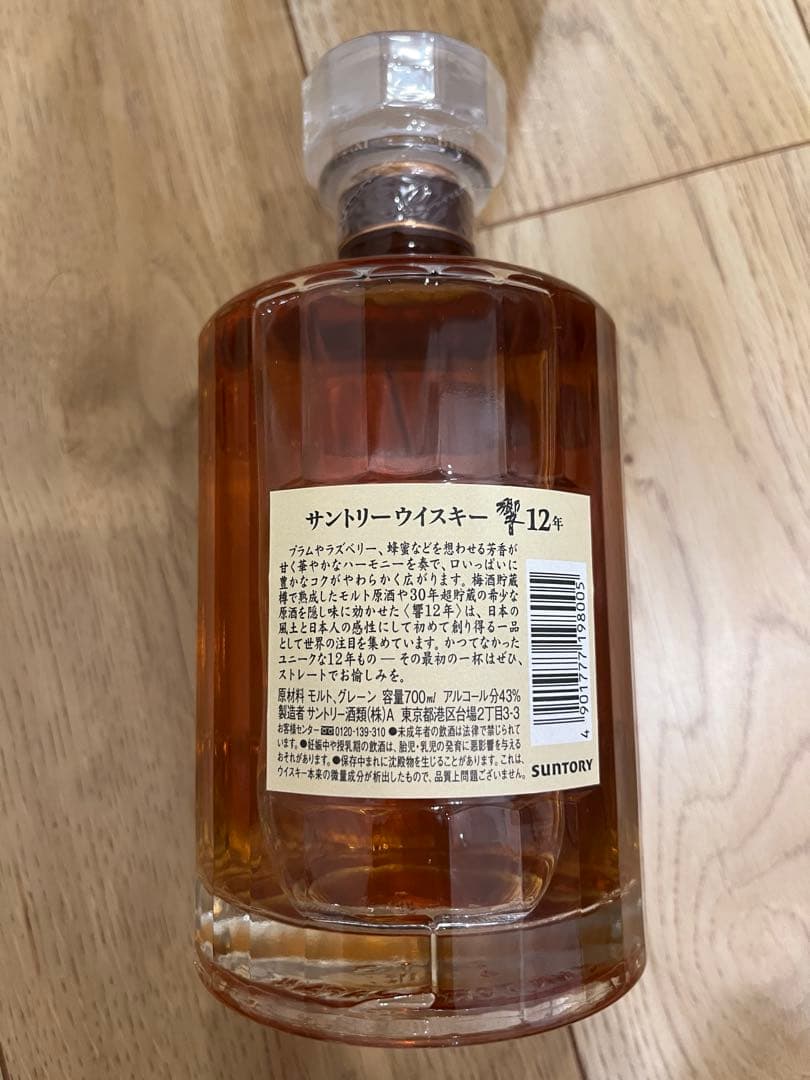 サントリーウイスキー 響 12年
プラムやラズベリー、蜂蜜などを想わせる芳香が
甘く華やかなハーモニーを奏で、口いっぱいに
豊かなコクがやわらかく広がります。梅酒貯蔵
樽で熟成したモルト原酒や30年超貯蔵の希少な
原酒を隠し味に効かせた〈響12年〉は、日本の
風土と日本人の感性にして初めて創り得る一品
として世界の注目を集めています。かつてなかった
ユニークな12年もの ― その最初の一杯はぜひ、
ストレートでお愉しみを。
原材料 モルト、グレーン 容量700ml アルコール分43%
製造者 サントリー酒類(株)A 東京都港区台場2丁目3-3
お客様センター 0120-139-310 ●未成年者の飲酒は法律で禁じられて
います。●妊娠中や授乳期の飲酒は、胎児・乳児の発育に悪影響を与える
おそれがあります。●保存中まれに沈殿物を生じることがあります。これは、
ウイスキー本来の微量成分が析出したもので、品質上問題ございません。
SUNTORY
4 901777 198005